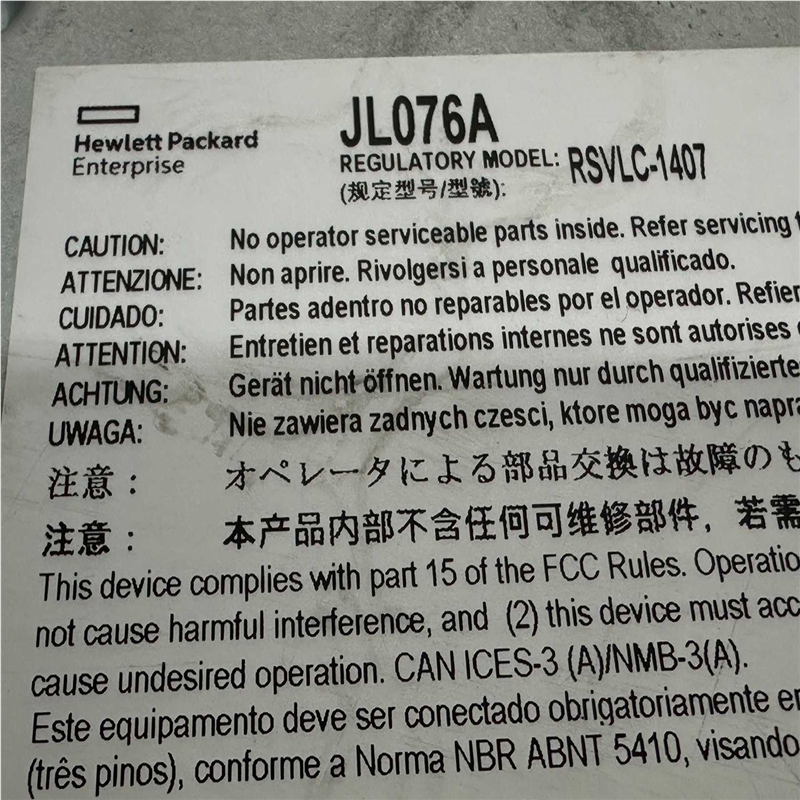 Hewlett Packard
Enterprise
JL076A
REGULATORY MODEL: RSVLC-1407
(规定型号/型號):
CAUTION: No operator serviceable parts inside. Refer servicing
ATTENZIONE: Non aprire. Rivolgersi a personale qualificado.
CUIDADO: Partes adentro no reparables por el operador. Refier
ATTENTION: Entretien et reparations internes ne sont autorises
ACHTUNG: Gerät nicht öffnen. Wartung nur durch qualifizierte
UWAGA: Nie zawiera zadnych czesci, ktore moga byc napra
注意： オペレータによる部品交換は故障のも
注意： 本产品内部不含任何可维修部件，若需
This device complies with part 15 of the FCC Rules. Operatio
not cause harmful interference, and (2) this device must acc
cause undesired operation. CAN ICES-3 (A)/NMB-3(A).
Este equipamento deve ser conectado obrigatoriamente e
(três pinos), conforme a Norma NBR ABNT 5410, visando